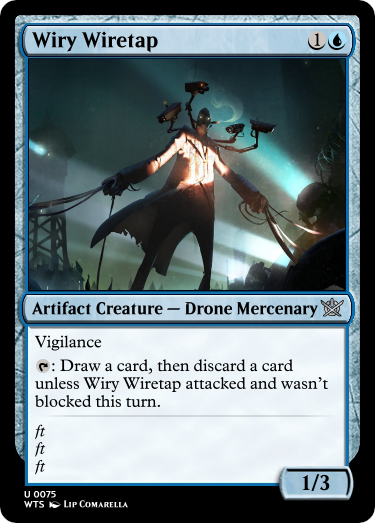 Wiry Wiretap 1
Artifact Creature — Drone Mercenary
Vigilance
: Draw a card, then discard a card
unless Wiry Wiretap attacked and wasn't
blocked this turn.
ft
ft
ft
1/3
U 0075
WTS Lip Comarella